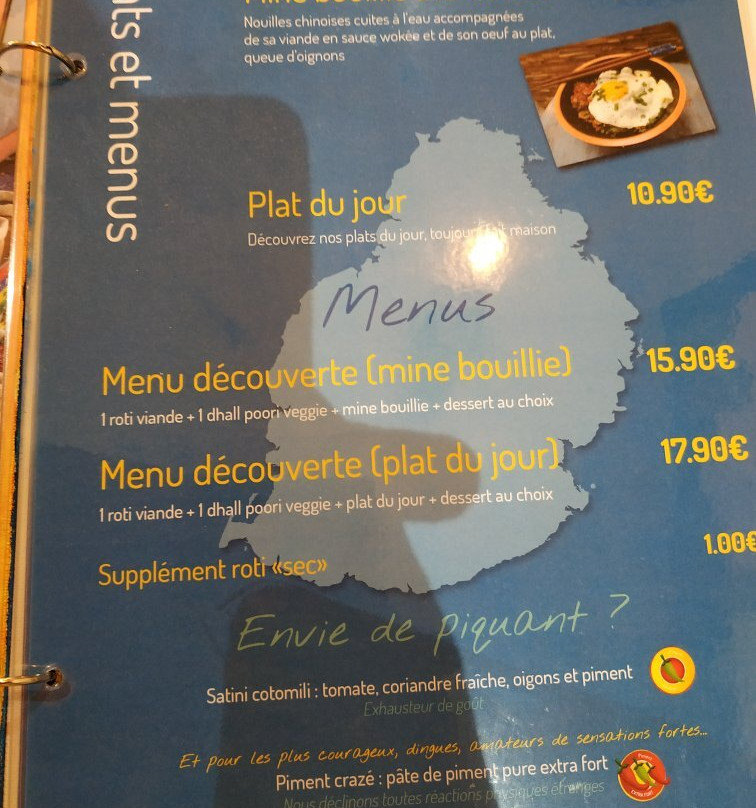 ts et menus
Nouilles chinoises cuites à l'eau accompagnées
de sa viande en sauce wokée et de son oeuf au plat,
queue d'oignons
Plat du jour 10.90€
Découvrez nos plats du jour, toujours fait maison
Menus
Menu découverte (mine bouillie) 15.90€
1 roti viande + 1 dhall poori veggie + mine bouillie + dessert au choix
Menu découverte (plat du jour) 17.90€
1 roti viande + 1 dhall poori veggie + plat du jour + dessert au choix
Supplément roti «sec» 1.00€
Envie de piquant ?
Satini cotomili : tomate, coriandre fraîche, oigons et piment
Exhausteur de goût
Et pour les plus courageux, dingues, amateurs de sensations fortes...
Piment crazé : pâte de piment pure extra fort
Nous déclinons toutes réactions physiques étranges